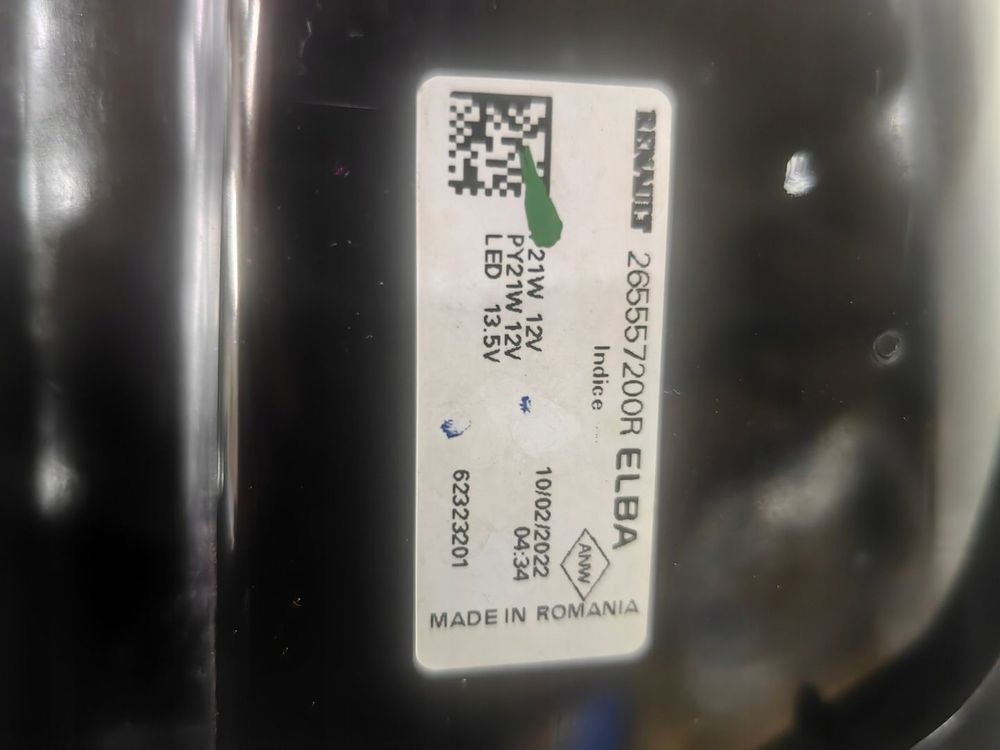 RENAULT 265557200R ELBA
Indice
21W 12V
PY21W 12V
LED 13.5V
10/02/2022
04:34
62323201
ANW
MADE IN ROMANIA